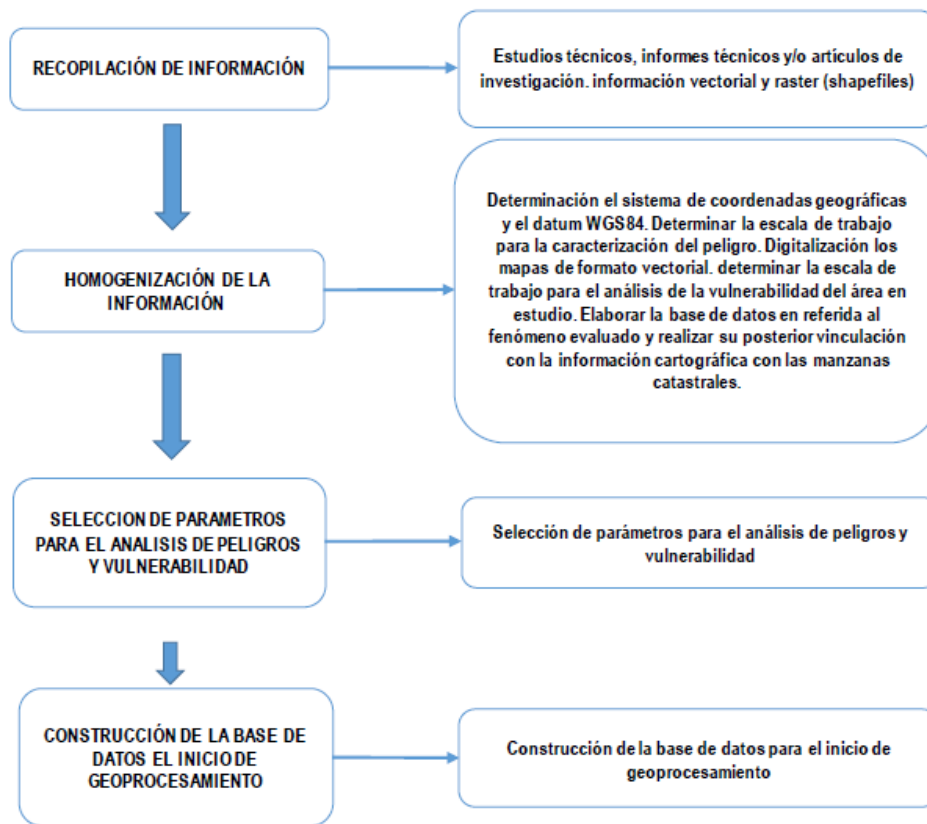 RECOPILACIÓN DE INFORMACIÓN
Estudios técnicos, informes técnicos y/o artículos de
investigación. información vectorial y raster (shapefiles)
HOMOGENIZACIÓN DE LA
INFORMACIÓN
Determinación el sistema de coordenadas geográficas
y el datum WGS84. Determinar la escala de trabajo
para la caracterización del peligro. Digitalización los
mapas de formato vectorial. determinar la escala de
trabajo para el análisis de la vulnerabilidad del área en
estudio. Elaborar la base de datos en referida al
fenómeno evaluado y realizar su posterior vinculación
con la información cartográfica con las manzanas
catastrales.
SELECCION DE PARAMETROS
PARA EL ANALISIS DE PELIGROS
Y VULNERABILIDAD
Selección de parámetros para el análisis de peligros y
vulnerabilidad
CONSTRUCCIÓN DE LA BASE DE
DATOS EL INICIO DE
GEOPROCESAMIENTO
Construcción de la base de datos para el inicio de
geoprocesamiento